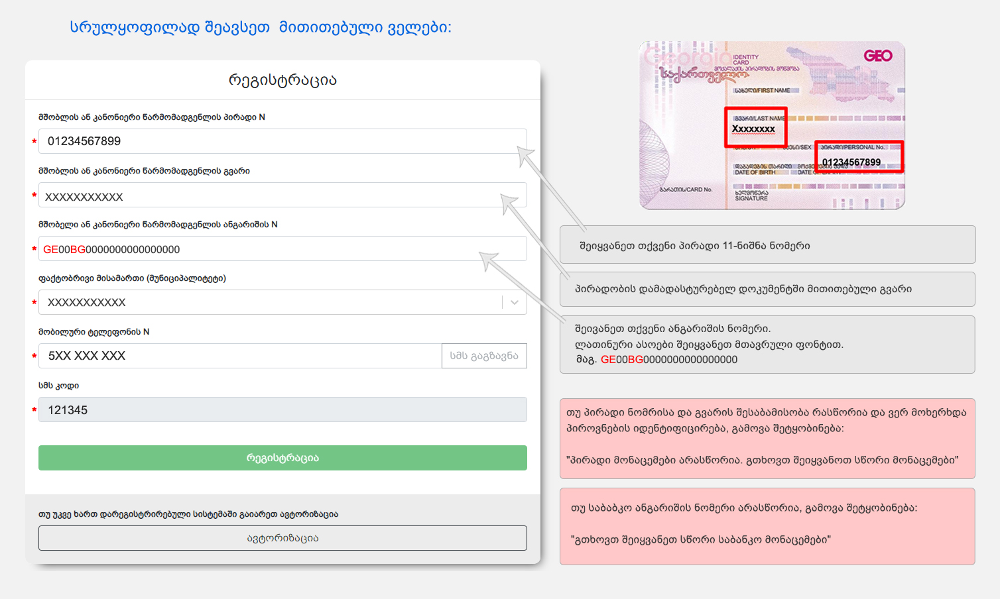 სრულყოფილად შეავსეთ  მითითებული ველები:
რეგისტრაცია
მშობლის ან კანონიერი წარმომადგენლის პირადი N
* 01234567899
მშობლის ან კანონიერი წარმომადგენლის გვარი
* XXXXXXXXXXX
მშობელი ან კანონიერი წარმომადგენლის ანგარიშის N
* GE00BG0000000000000000
ფაქტობრივი მისამართი (მუნიციპალიტეტი)
* XXXXXXXXXXX
მობილური ტელეფონის N
* 5XX XXX XXX
სმს გაგზავნა
სმს კოდი
* 121345
რეგისტრაცია
თუ უკვე ხართ დარეგისტრირებული სისტემაში გაიარეთ ავტორიზაცია
ავტორიზაცია
Georgia
IDENTITY
CARD
GEO
მოქალაქის პირადობის მოწმობა
საქართველო
სახელი/FIRST NAME
გვარი/LAST NAME
Xxxxxxxx
სქესი/SEX
პირადი/PERSONAL No.
01234567899
დაბადების თარიღი
DATE OF BIRTH
ბარათის/CARD No.
ხელმოწერა
SIGNATURE
შეიყვანეთ თქვენი პირადი 11-ნიშნა ნომერი
პირადობის დამადასტურებელ დოკუმენტში მითითებული გვარი
შეივანეთ თქვენი ანგარიშის ნომერი.
ლათინური ასოები შეიყვანეთ მთავრული ფონტით.
მაგ. GE00BG0000000000000000
თუ პირადი ნომრისა და გვარის შესაბამისობა რასწორია და ვერ მოხერხდა
პიროვნების იდენტიფიცირება, გამოვა შეტყობინება:
"პირადი მონაცემები არასწორია. გთხოვთ შეიყვანოთ სწორი მონაცემები"
თუ საბაბკო ანგარიშის ნომერი არასწორია, გამოვა შეტყობინება:
"გთხოვთ შეიყვანეთ სწორი საბანკო მონაცემები"